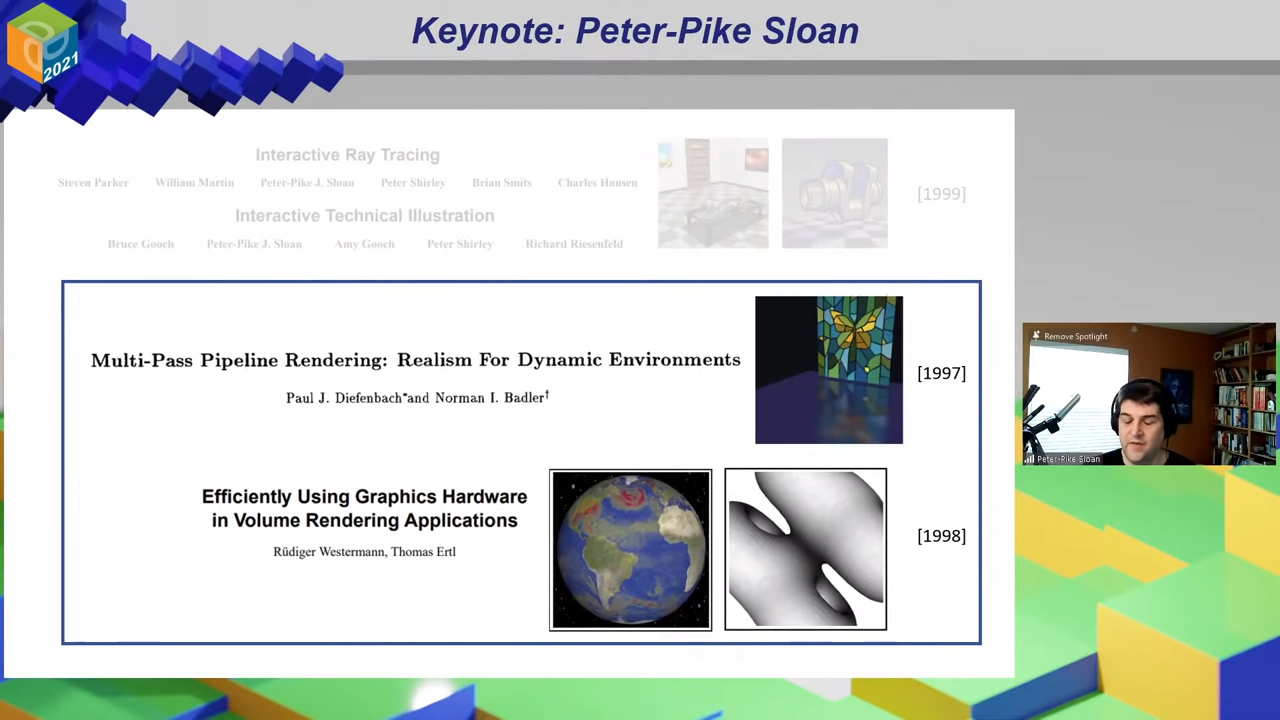 Keynote: Peter-Pike Sloan
2021
Interactive Ray Tracing
Steven Parker William Martin Peter-Pike J. Sloan Peter Shirley Brian Smits Charles Hansen
[1999]
Interactive Technical Illustration
Bruce Gooch Peter-Pike J. Sloan Amy Gooch Peter Shirley Richard Riesenfeld
Multi-Pass Pipeline Rendering: Realism For Dynamic Environments
[1997]
Paul J. Diefenbach*and Norman I. Badler†
Efficiently Using Graphics Hardware
in Volume Rendering Applications
[1998]
Rüdiger Westermann, Thomas Ertl
Remove Spotlight
Peter-Pike Sloan